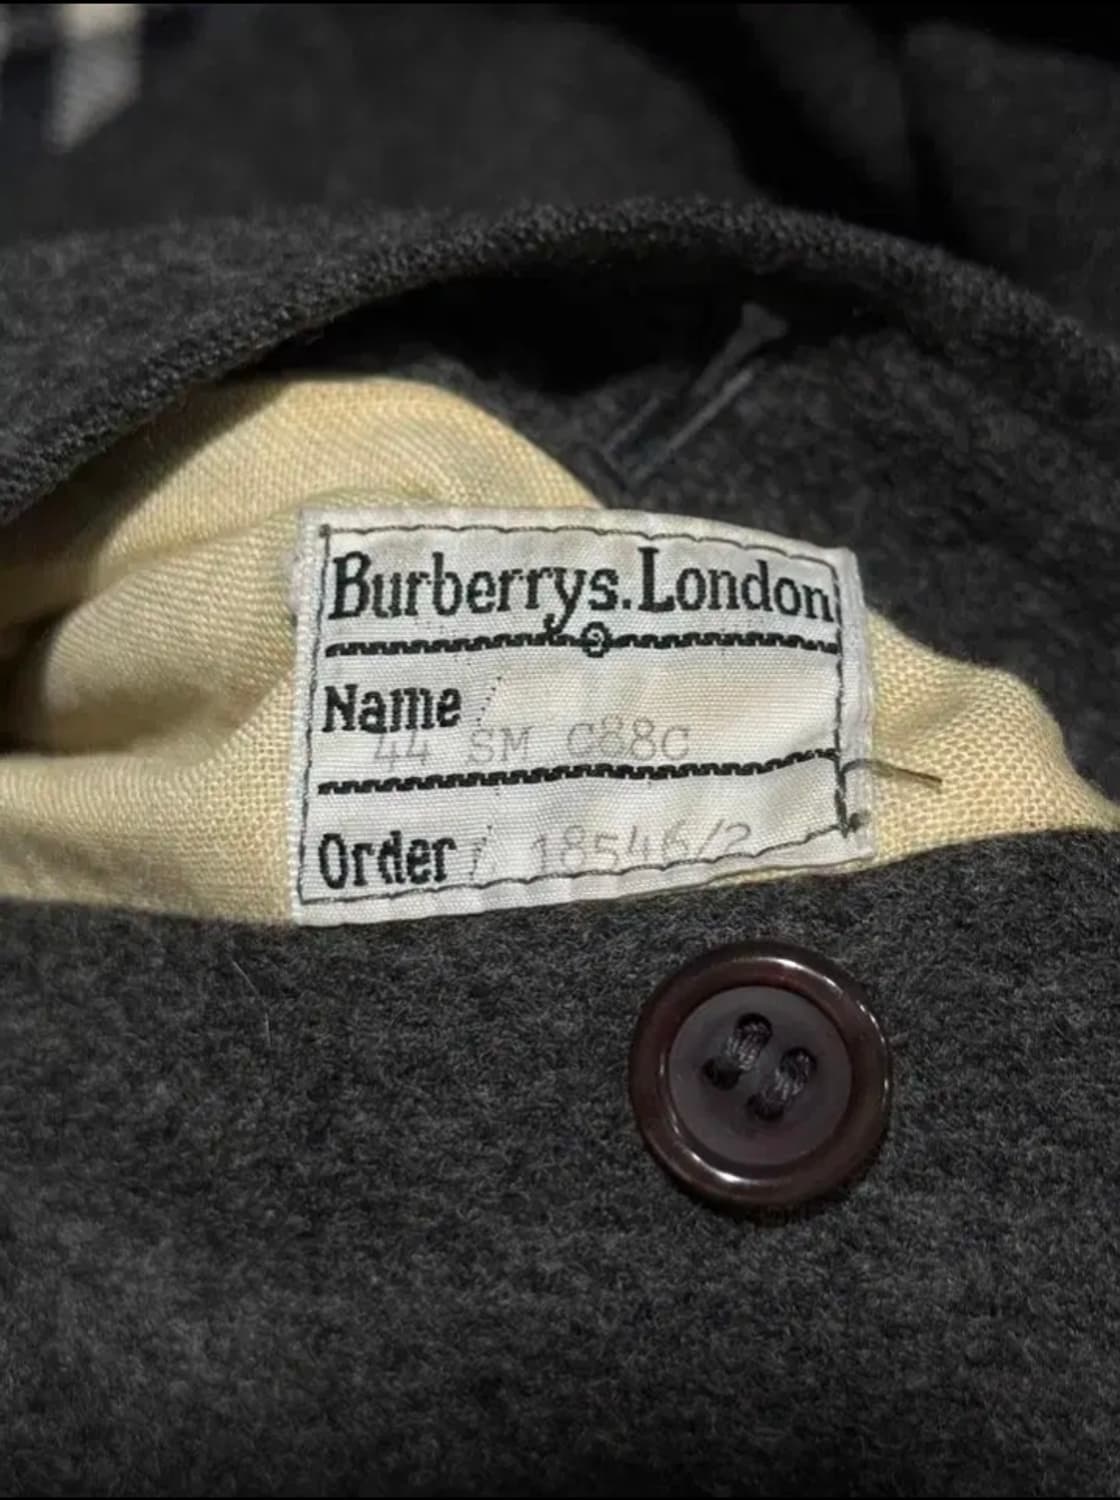 Burberrys.London
Name
44 SM C88C
Order 18546/2